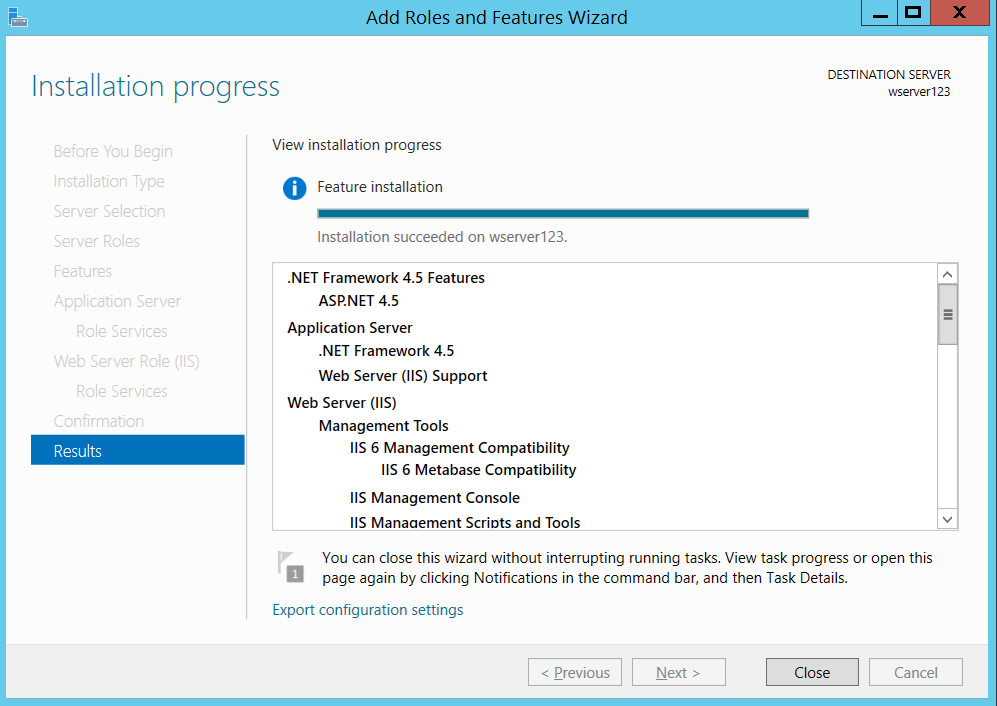 Add Roles and Features Wizard
Installation progress
DESTINATION SERVER
wserver123
Before You Begin
Installation Type
Server Selection
Server Roles
Features
Application Server
Role Services
Web Server Role (IIS)
Role Services
Confirmation
Results
View installation progress
Feature installation
Installation succeeded on wserver123.
.NET Framework 4.5 Features
ASP.NET 4.5
Application Server
.NET Framework 4.5
Web Server (IIS) Support
Web Server (IIS)
Management Tools
IIS 6 Management Compatibility
IIS 6 Metabase Compatibility
IIS Management Console
IIS Management Scripts and Tools
1
You can close this wizard without interrupting running tasks. View task progress or open this
page again by clicking Notifications in the command bar, and then Task Details.
Export configuration settings
< Previous
Next >
Close
Cancel